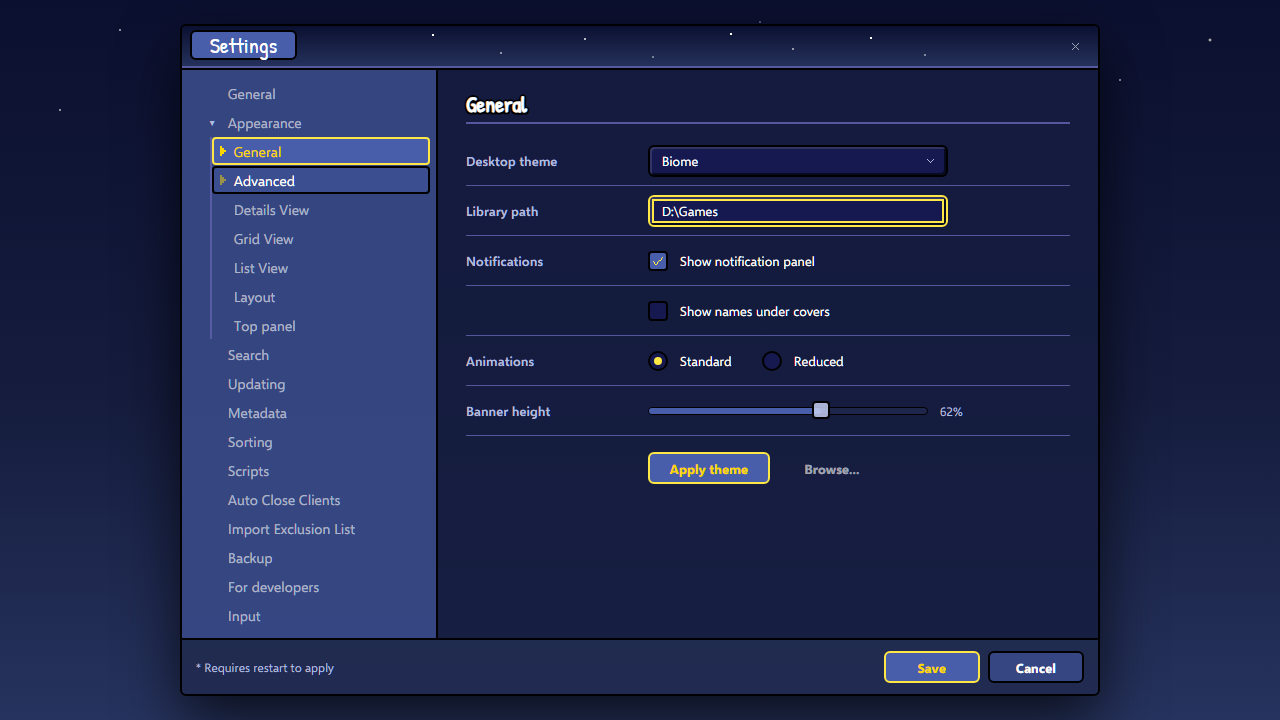 Settings
General
Appearance
General
Advanced
Details View
Grid View
List View
Layout
Top panel
Search
Updating
Metadata
Sorting
Scripts
Auto Close Clients
Import Exclusion List
Backup
For developers
Input
General
Desktop theme Biome
Library path D:\Games
Notifications Show notification panel
Show names under covers
Animations Standard Reduced
Banner height 62%
Apply theme Browse...
* Requires restart to apply
Save Cancel